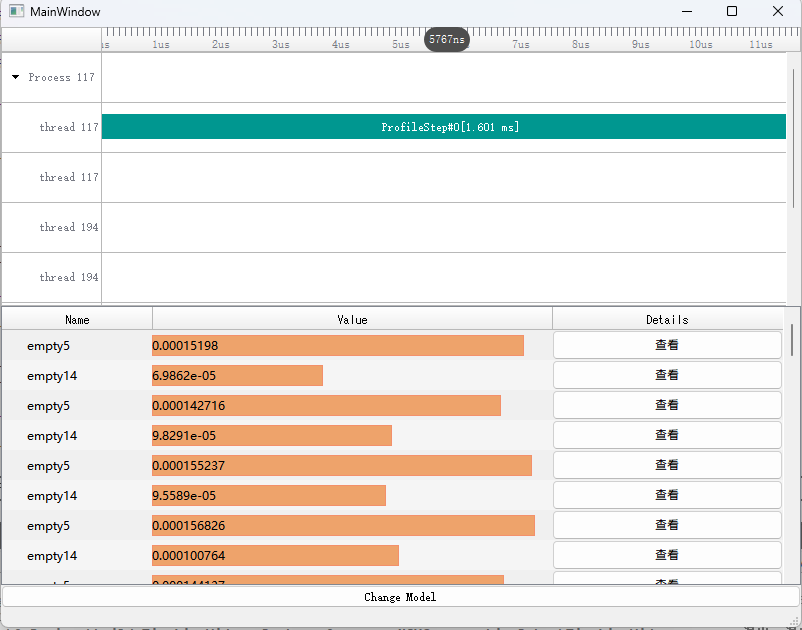 MainWindow
1us 2us 3us 4us 5us 5767ns 7us 8us 9us 10us 11us
Process 117
thread 117 ProfileStep#0[1.601 ms]
thread 117
thread 194
thread 194
Name Value Details
empty5 0.00015198 查看
empty14 6.9862e-05 查看
empty5 0.000142716 查看
empty14 9.8291e-05 查看
empty5 0.000155237 查看
empty14 9.5589e-05 查看
empty5 0.000156826 查看
empty14 0.000100764 查看
Change Model